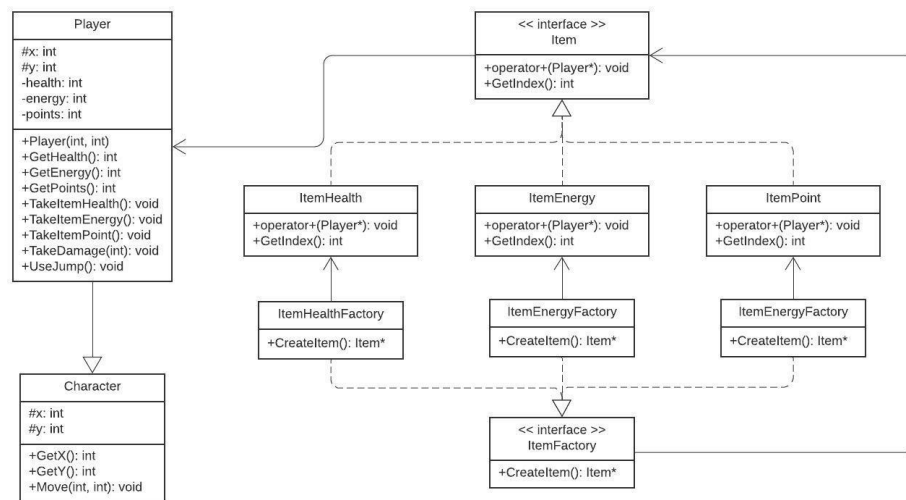 Player
#x: int
#y: int
-health: int
-energy: int
-points: int
+Player(int, int)
+GetHealth(): int
+GetEnergy(): int
+GetPoints(): int
+TakeItemHealth(): void
+TakeItemEnergy(): void
+TakeItemPoint(): void
+TakeDamage(int): void
+UseJump(): void
Character
#x: int
#y: int
+GetX(): int
+GetY(): int
+Move(int, int): void
<< interface >>
Item
+operator+(Player*): void
+GetIndex(): int
ItemHealth
+operator+(Player*): void
+GetIndex(): int
ItemEnergy
+operator+(Player*): void
+GetIndex(): int
ItemPoint
+operator+(Player*): void
+GetIndex(): int
ItemHealthFactory
+CreateItem(): Item*
ItemEnergyFactory
+CreateItem(): Item*
ItemEnergyFactory
+CreateItem(): Item*
<< interface >>
ItemFactory
+CreateItem(): Item*